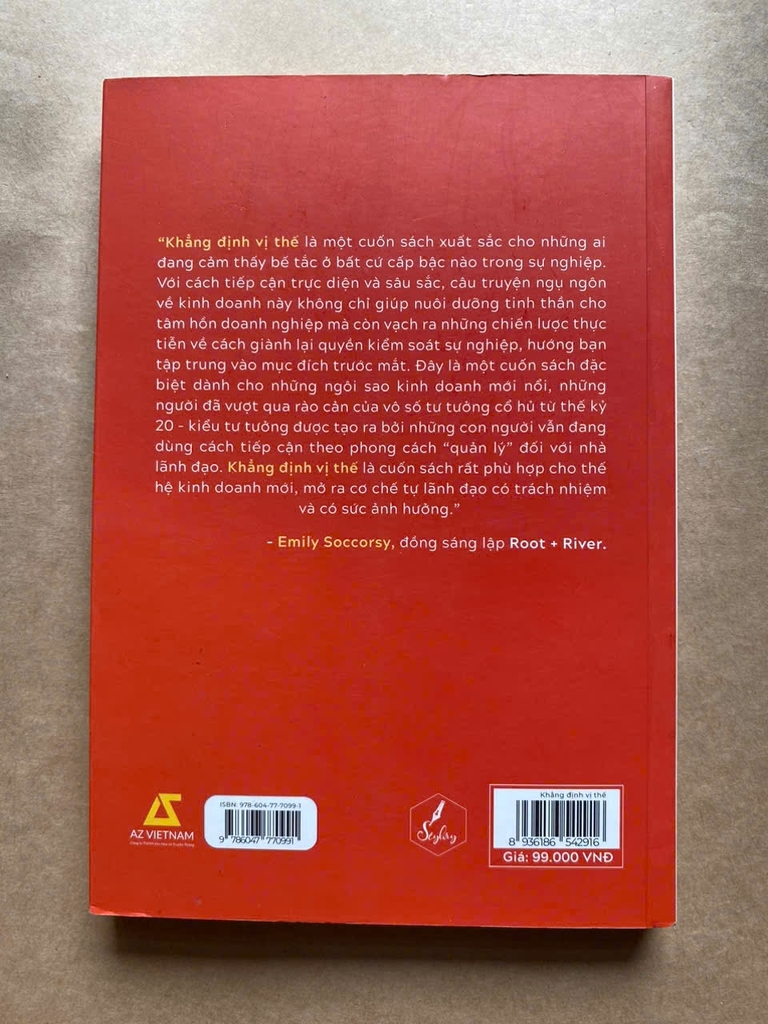 “Khẳng định vị thế là một cuốn sách xuất sắc cho những ai
đang cảm thấy bế tắc ở bất cứ cấp bậc nào trong sự nghiệp.
Với cách tiếp cận trực diện và sâu sắc, câu truyện ngụ ngôn
về kinh doanh này không chỉ giúp nuôi dưỡng tinh thần cho
tâm hồn doanh nghiệp mà còn vạch ra những chiến lược thực
tiễn về cách giành lại quyền kiểm soát sự nghiệp, hướng bạn
tập trung vào mục đích trước mắt. Đây là một cuốn sách đặc
biệt dành cho những ngôi sao kinh doanh mới nổi, những
người đã vượt qua rào cản của vô số tư tưởng cổ hủ từ thế kỷ
20 - kiểu tư tưởng được tạo ra bởi những con người vẫn đang
dùng cách tiếp cận theo phong cách “quản lý” đối với nhà
lãnh đạo. Khẳng định vị thế là cuốn sách rất phù hợp cho thế
hệ kinh doanh mới, mở ra cơ chế tự lãnh đạo có trách nhiệm
và có sức ảnh hưởng.”
- Emily Soccorsy, đồng sáng lập Root + River.
AZ VIETNAM
ISBN: 978-604-77-7099-1
9 786047 770991
Skybooks
Khẳng định vị thế
8 936186 542916
Giá: 99.000 VNĐ